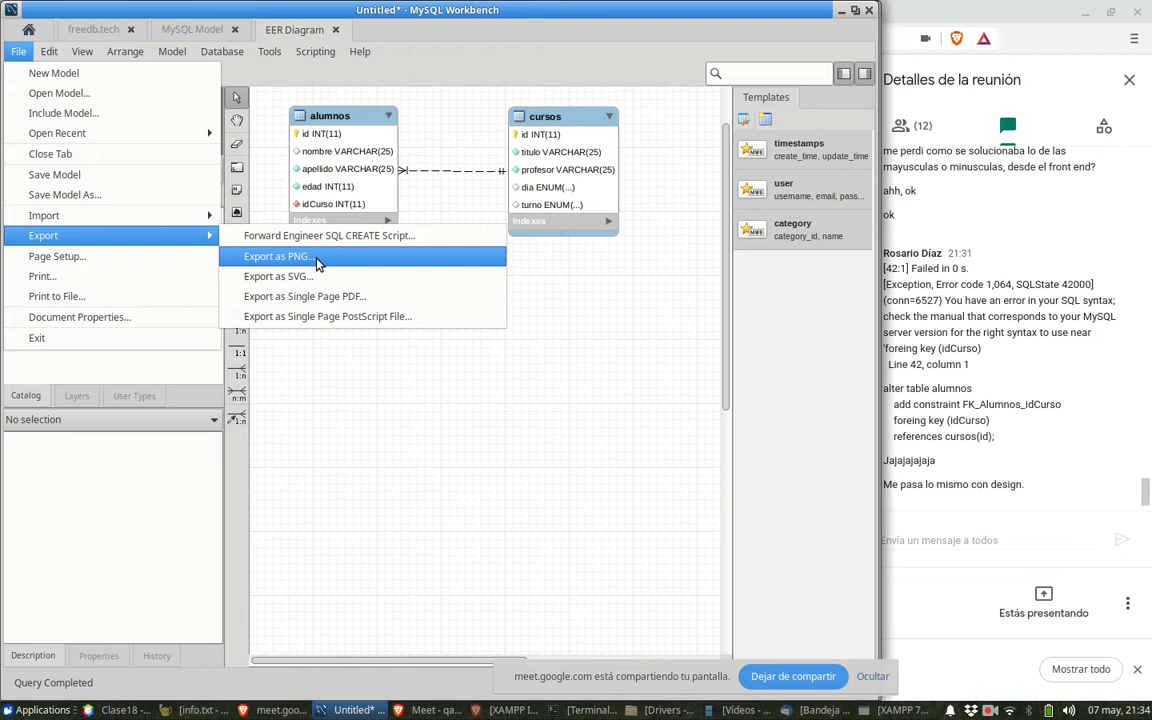 Untitled* - MySQL Workbench
freedb.tech
MySQL Model
EER Diagram
File Edit View Arrange Model Database Tools Scripting Help
New Model
Open Model...
Include Model...
Open Recent
Close Tab
Save Model
Save Model As...
Import
Export
Page Setup...
Print...
Print to File...
Document Properties...
Exit
Forward Engineer SQL CREATE Script...
Export as PNG...
Export as SVG...
Export as Single Page PDF...
Export as Single Page PostScript File...
alumnos
id INT(11)
nombre VARCHAR(25)
apellido VARCHAR(25)
edad INT(11)
idCurso INT(11)
Indexes
cursos
id INT(11)
titulo VARCHAR(25)
profesor VARCHAR(25)
dia ENUM(...)
turno ENUM(...)
Indexes
1:n
1:1
1:n
n:m
1:n
Templates
timestamps
create_time, update_time
user
username, email, pass...
category
category_id, name
Catalog Layers User Types
No selection
Description Properties History
Query Completed
meet.google.com está compartiendo tu pantalla. Dejar de compartir Ocultar
Detalles de la reunión
(12)
me perdi como se solucionaba lo de las
mayusculas o minusculas, desde el front end?
ahh, ok
ok
Rosario Díaz 21:31
[42:1] Failed in 0 s.
[Exception, Error code 1,064, SQLState 42000]
(conn=6527) You have an error in your SQL syntax;
check the manual that corresponds to your MySQL
server version for the right syntax to use near
'foreing key (idCurso)
Line 42, column 1
alter table alumnos
add constraint FK_Alumnos_idCurso
foreing key (idCurso)
references cursos(id);
Jajajajajaja
Me pasa lo mismo con design.
Envía un mensaje a todos
Estás presentando
Mostrar todo
Applications Clase18-... [info.txt - ... meet.goo... Untitled* ... Meet - qa... [XAMPP I... [Terminal... [Drivers -... [Vídeos - ... [Bandeja ... [XAMPP 7... 07 may, 21:34